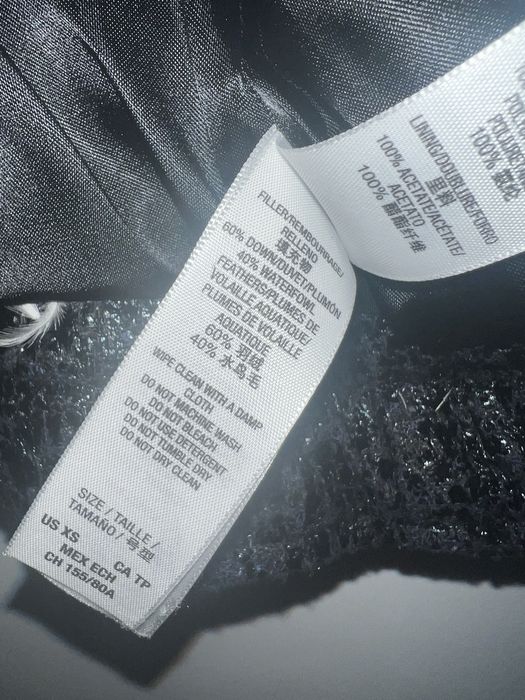 FILLER/REMBOURRAGE/
RELLENO
填充物
60% DOWN/DUVET/PLUMÓN
40% WATERFOWL
FEATHERS/PLUMES DE
VOLAILLE AQUATIQUE/
PLUMES DE VOLAILLE
AQUATIQUE
60% 羽绒
40% 水鸟毛
WIPE CLEAN WITH A DAMP
CLOTH
DO NOT MACHINE WASH
DO NOT BLEACH
DO NOT USE DETERGENT
DO NOT TUMBLE DRY
DO NOT DRY CLEAN
SIZE / TAILLE /
TAMAÑO / 号型
US XS CA TP
MEX ECH
CH 155/80A
LINING/DOUBLURE/FORRO
里料
100% ACETATE/ACÉTATE/
ACETATO
100% 醋酯纤维
100%